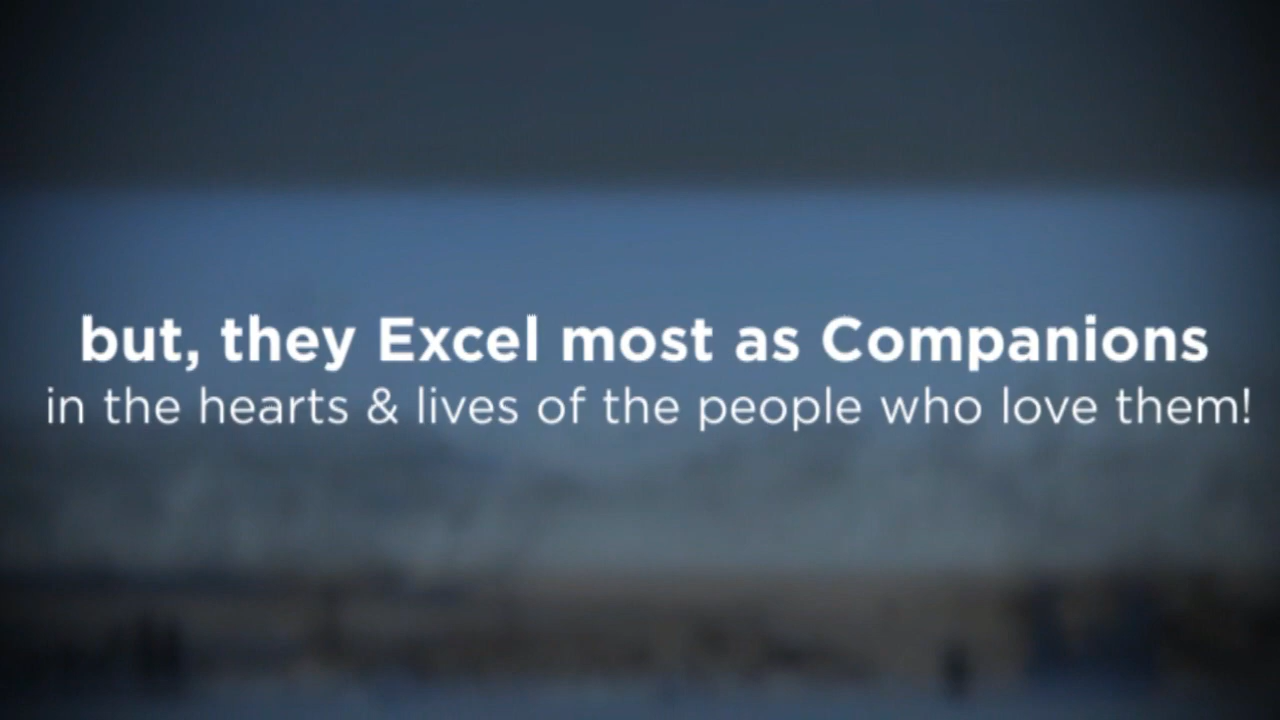 but, they Excel most as Companions
in the hearts & lives of the people who love them!